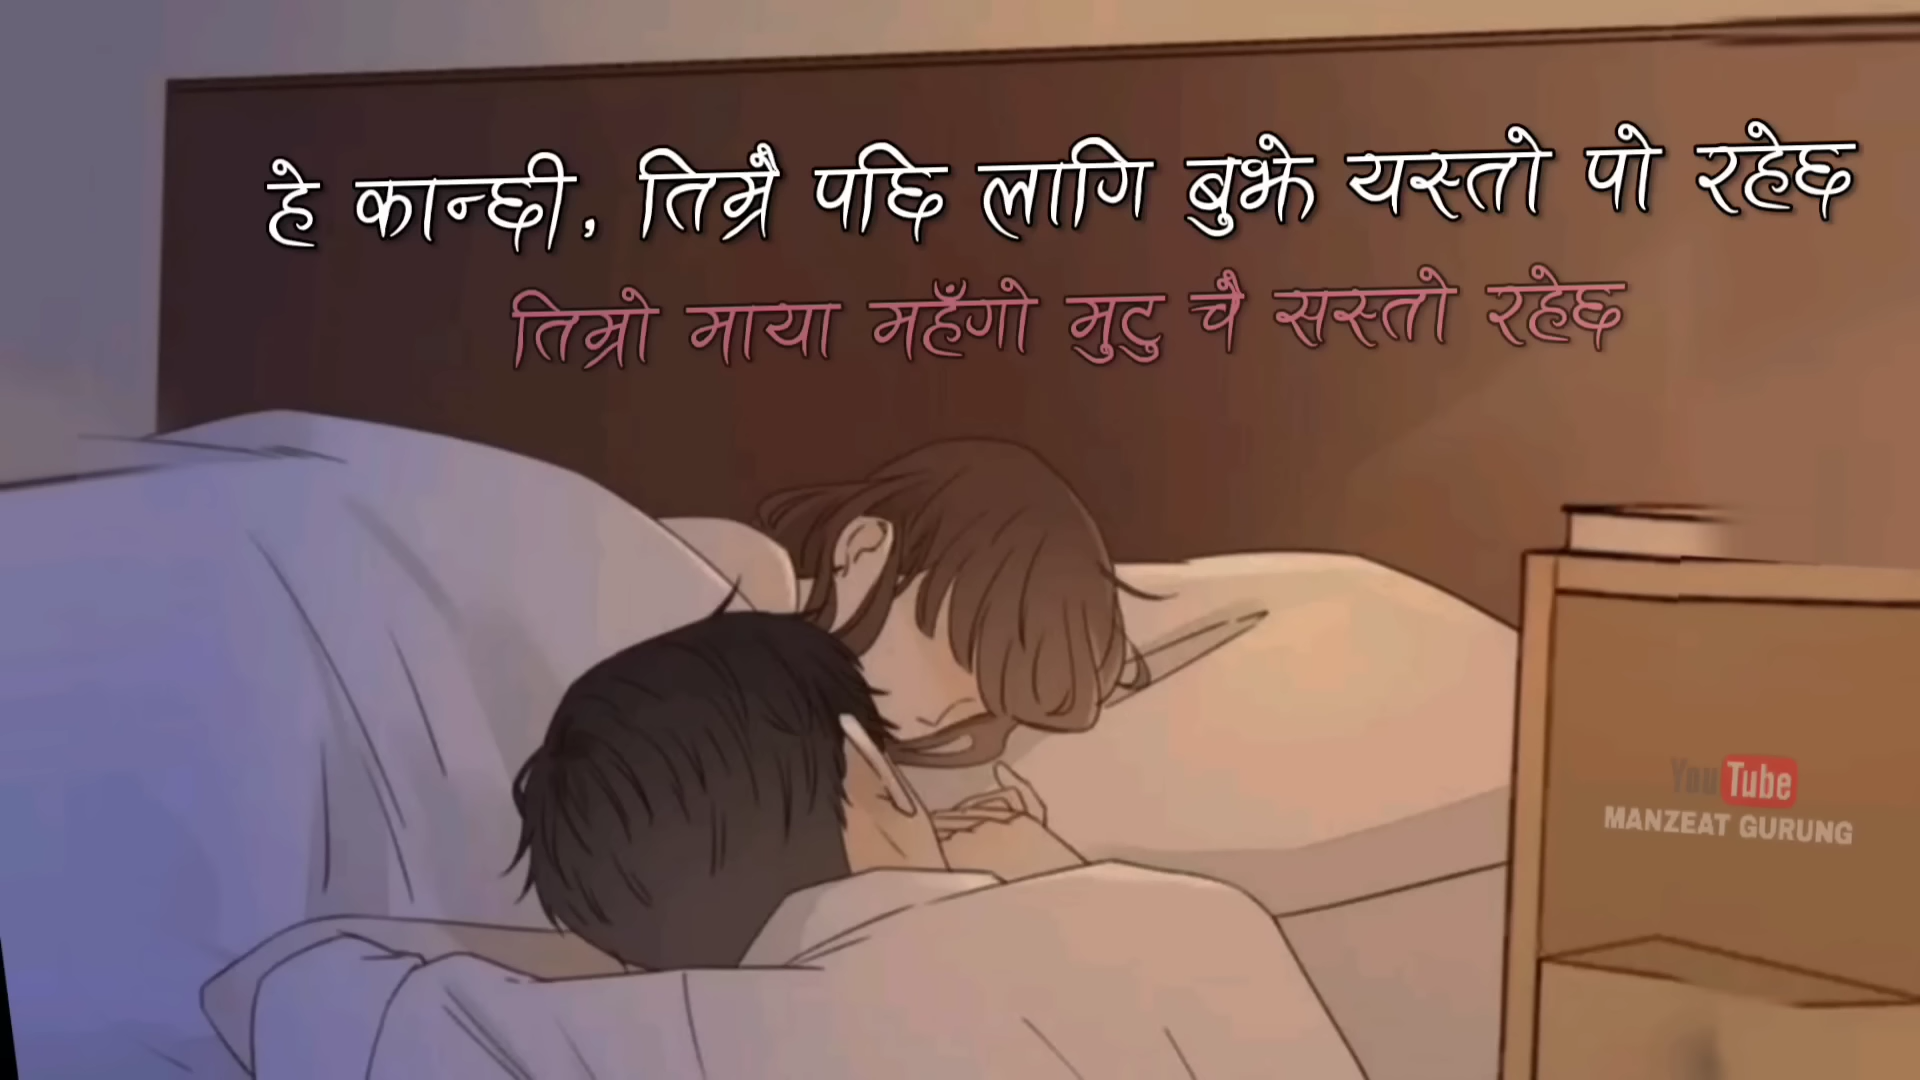 हे कान्छी, तिम्रै पछि लागि बुझे यस्तो पो रहेछ
तिम्रो माया महँगो मुटु चै सस्तो रहेछ
YouTube
MANZEAT GURUNG